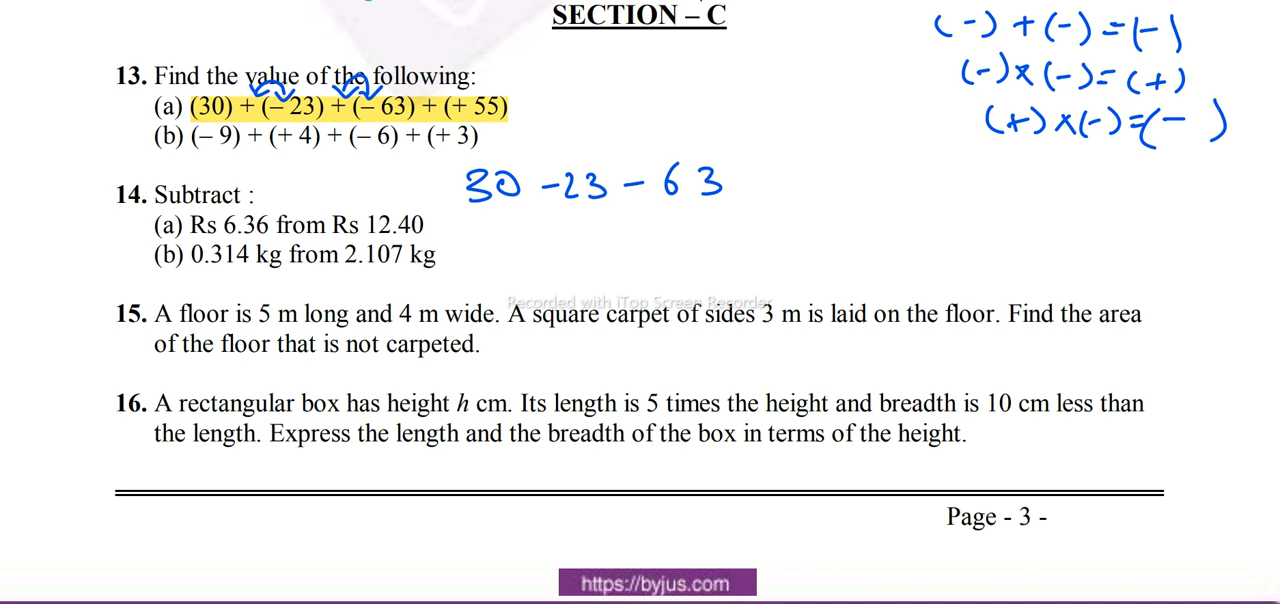 SECTION – C
(-) + (-) = (-)
13. Find the value of the following:
(-) x (-) = (+)
(a) (30) + (– 23) + (– 63) + (+ 55)
(+) x (-) = (- )
(b) (– 9) + (+ 4) + (– 6) + (+ 3)
30 - 23 - 63
14. Subtract :
(a) Rs 6.36 from Rs 12.40
(b) 0.314 kg from 2.107 kg
Recorded with iTop Screen Recorder
15. A floor is 5 m long and 4 m wide. A square carpet of sides 3 m is laid on the floor. Find the area
of the floor that is not carpeted.
16. A rectangular box has height h cm. Its length is 5 times the height and breadth is 10 cm less than
the length. Express the length and the breadth of the box in terms of the height.
Page - 3 -
https://byjus.com